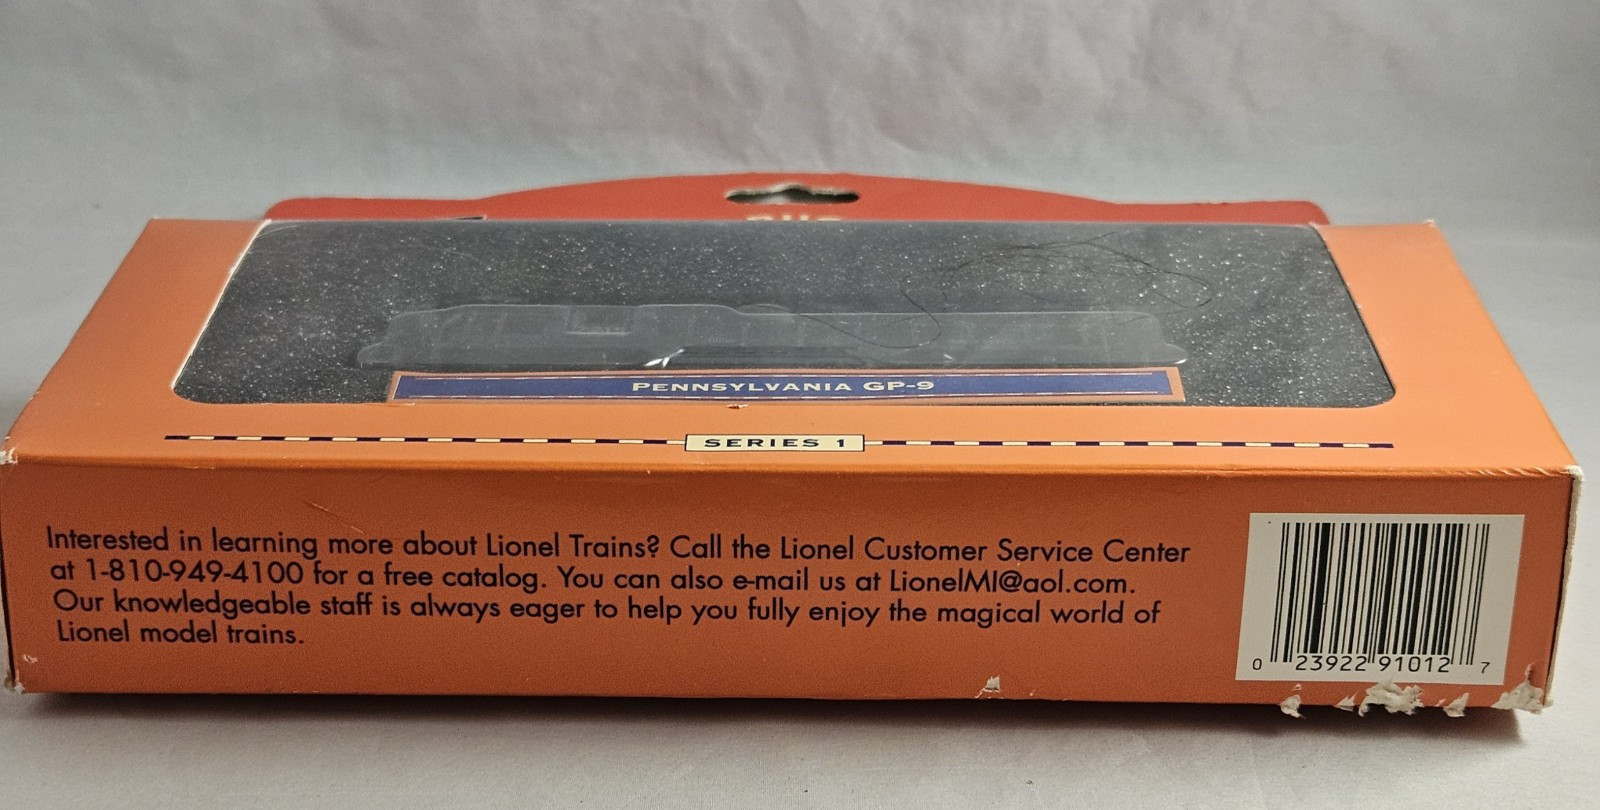 PENNSYLVANIA GP-9
SERIES 1
Interested in learning more about Lionel Trains? Call the Lionel Customer Service Center
at 1-810-949-4100 for a free catalog. You can also e-mail us at LionelMI@aol.com.
Our knowledgeable staff is always eager to help you fully enjoy the magical world of
Lionel model trains.
0 23922 91012 7